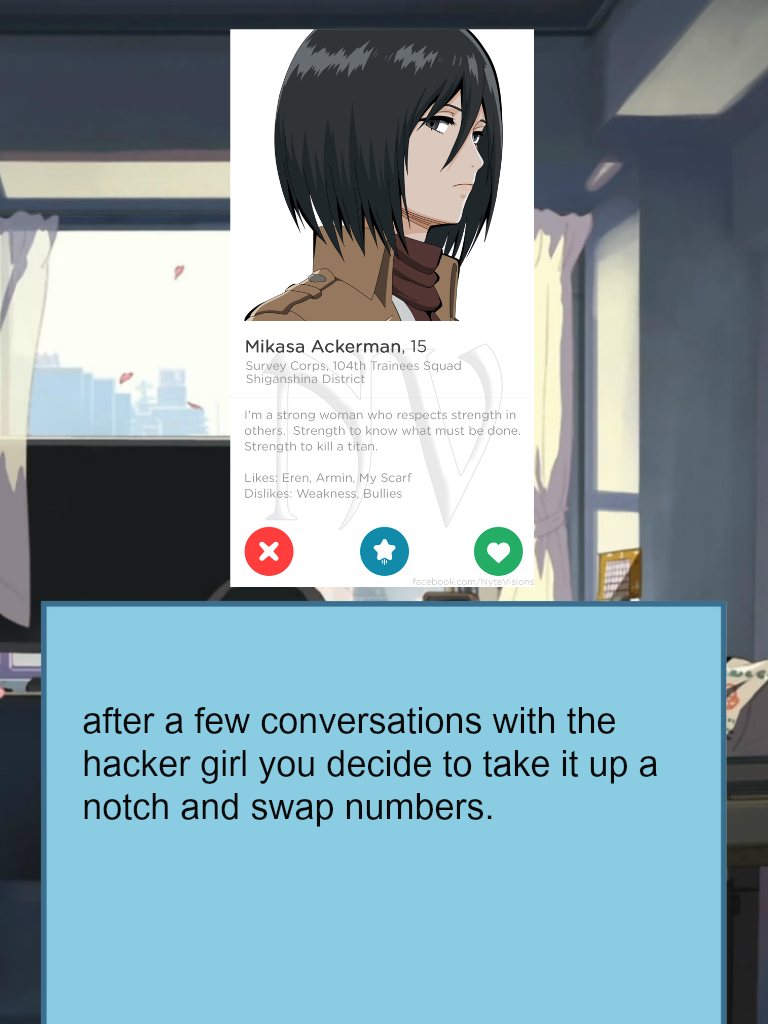 Mikasa Ackerman, 15
Survey Corps, 104th Trainees Squad
Shiganshina District
I'm a strong woman who respects strength in
others. Strength to know what must be done.
Strength to kill a titan.
Likes: Eren, Armin, My Scarf
Dislikes: Weakness, Bullies
NV
facebook.com/NyteVisions
after a few conversations with the
hacker girl you decide to take it up a
notch and swap numbers.